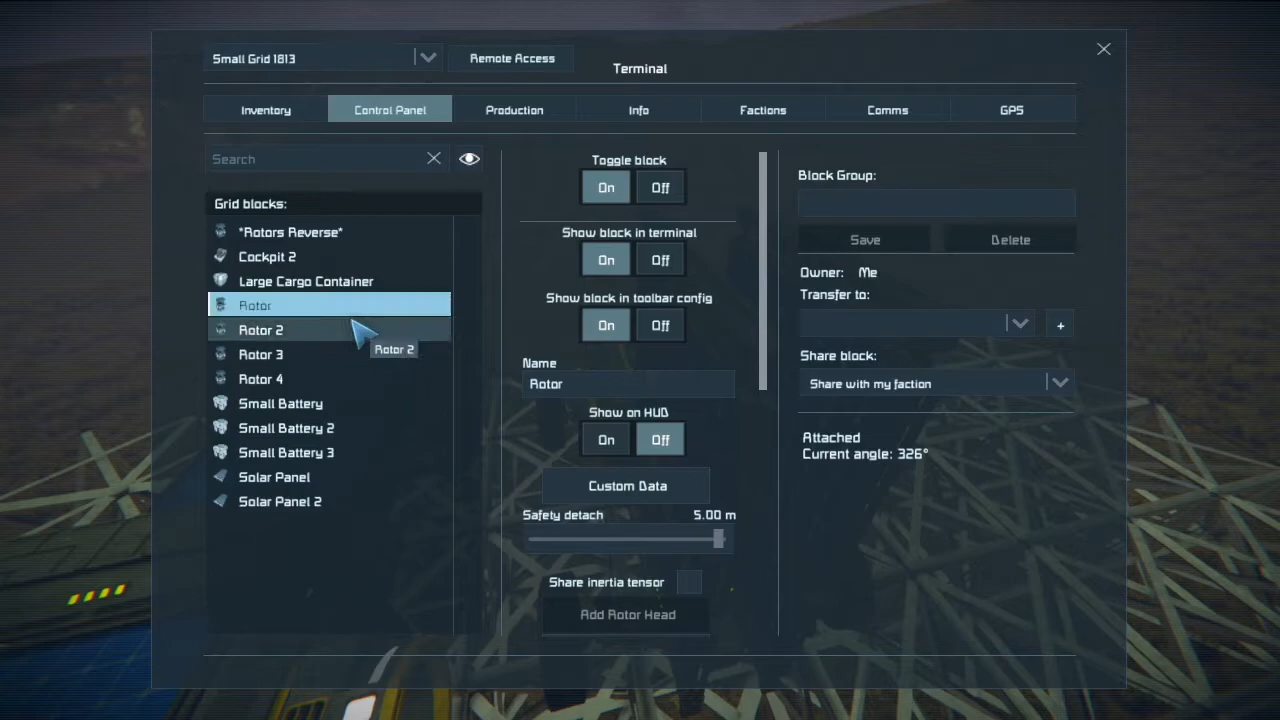 Small Grid 1813
Remote Access
Terminal
Inventory
Control Panel
Production
Info
Factions
Comms
GPS
Search
Grid blocks:
*Rotors Reverse*
Cockpit 2
Large Cargo Container
Rotor
Rotor 2
Rotor 2
Rotor 3
Rotor 4
Small Battery
Small Battery 2
Small Battery 3
Solar Panel
Solar Panel 2
Toggle block
On Off
Show block in terminal
On Off
Show block in toolbar config
On Off
Name
Rotor
Show on HUD
On Off
Custom Data
Safety detach 5.00 m
Share inertia tensor
Add Rotor Head
Block Group:
Save Delete
Owner: Me
Transfer to:
+
Share block:
Share with my faction
Attached
Current angle: 326°